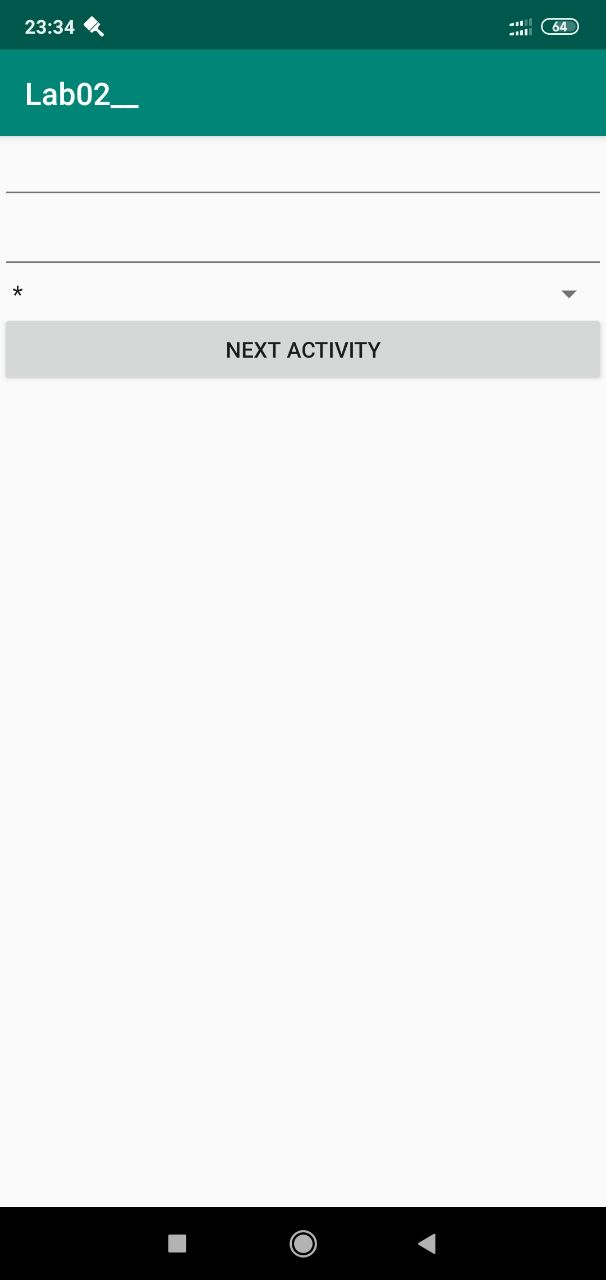 23:34 64
Lab02__
*
NEXT ACTIVITY